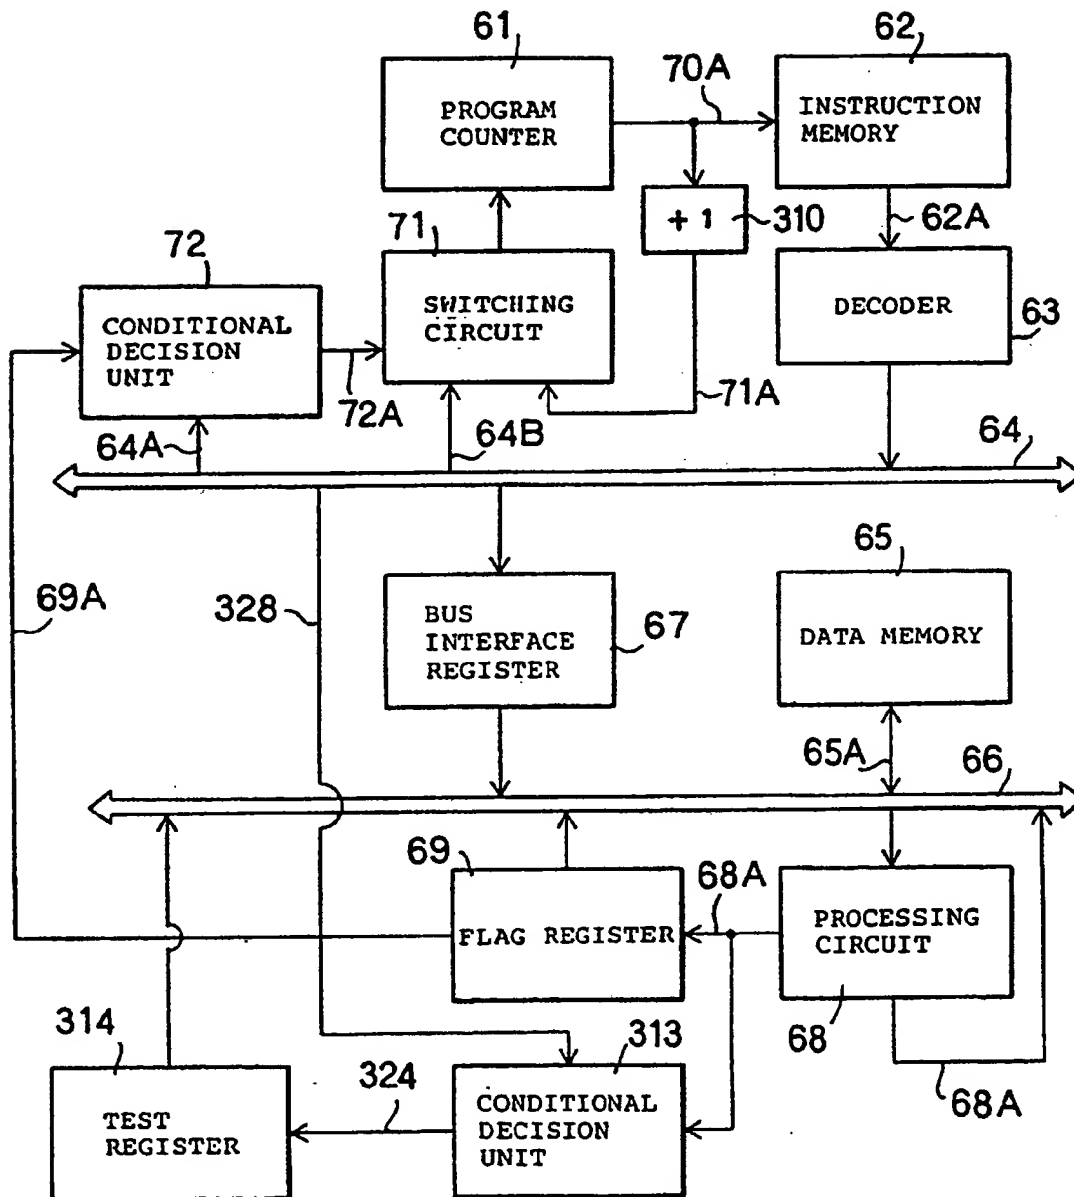 61
PROGRAM
COUNTER
70A
62
INSTRUCTION
MEMORY
+ 1
310
62A
72
CONDITIONAL
DECISION
UNIT
71
SWITCHING
CIRCUIT
DECODER
63
72A
71A
64A
64B
64
69A
328
BUS
INTERFACE
REGISTER
67
65
DATA MEMORY
65A
66
69
FLAG REGISTER
68A
PROCESSING
CIRCUIT
68
68A
314
TEST
REGISTER
324
313
CONDITIONAL
DECISION
UNIT